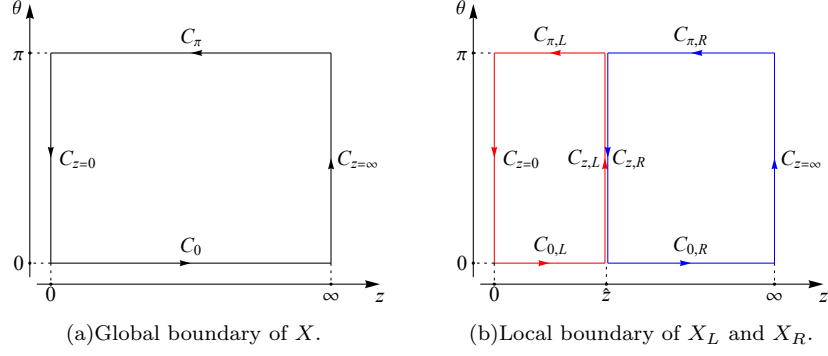 θ
C_π
π
C_{z=0}
C_{z=∞}
C_0
0
0
∞
z
(a)Global boundary of X.
θ
C_{π,L}
C_{π,R}
π
C_{z=0}
C_{z,L}
C_{z,R}
C_{z=∞}
C_{0,L}
C_{0,R}
0
0
ẑ
∞
z
(b)Local boundary of X_L and X_R.